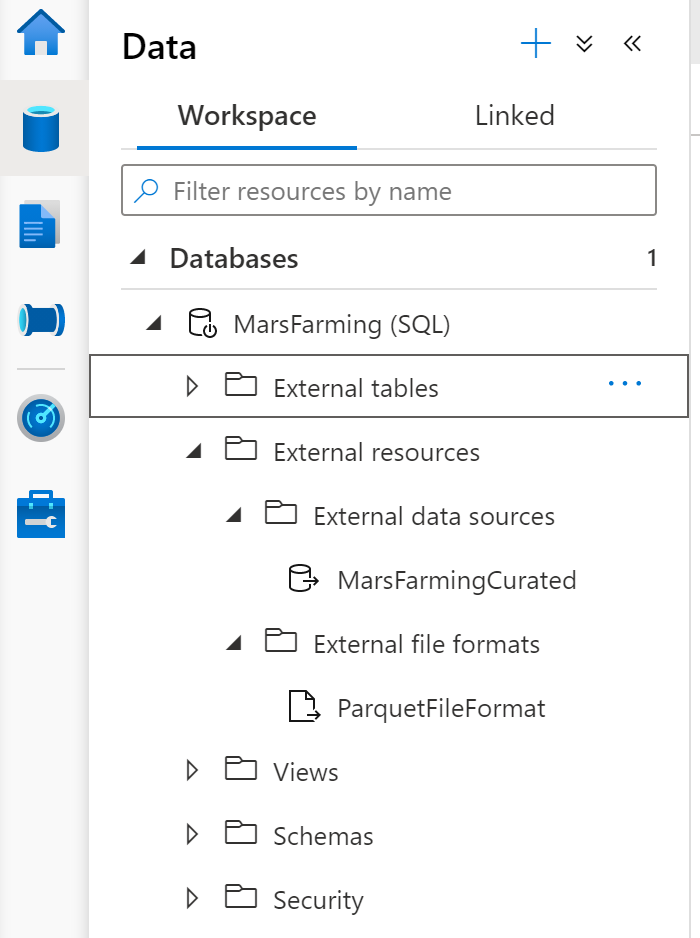 Data
Workspace Linked
Filter resources by name
Databases 1
MarsFarming (SQL)
External tables
External resources
External data sources
MarsFarmingCurated
External file formats
ParquetFileFormat
Views
Schemas
Security